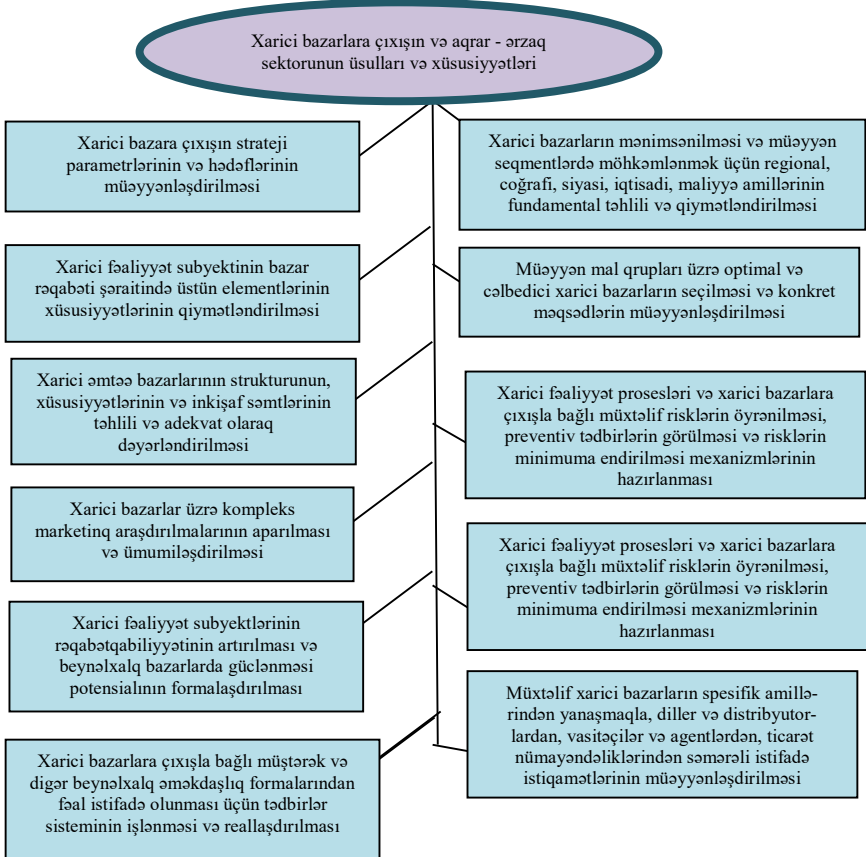 Xarici bazarlara çıxışın və aqrar - ərzaq
sektorunun üsulları və xüsusiyyətləri
Xarici bazara çıxışın strateji
parametrlərinin və hədəflərinin
müəyyənləşdirilməsi
Xarici bazarların mənimsənilməsi və müəyyən
seqmentlərdə möhkəmlənmək üçün regional,
coğrafi, siyasi, iqtisadi, maliyyə amillərinin
fundamental təhlili və qiymətləndirilməsi
Xarici fəaliyyət subyektinin bazar
rəqabəti şəraitində üstün elementlərinin
xüsusiyyətlərinin qiymətləndirilməsi
Müəyyən mal qrupları üzrə optimal və
cəlbedici xarici bazarların seçilməsi və konkret
məqsədlərin müəyyənləşdirilməsi
Xarici əmtəə bazarlarının strukturunun,
xüsusiyyətlərinin və inkişaf səmtlərinin
təhlili və adekvat olaraq
dəyərləndirilməsi
Xarici fəaliyyət prosesləri və xarici bazarlara
çıxışla bağlı müxtəlif risklərin öyrənilməsi,
preventiv tədbirlərin görülməsi və risklərin
minimuma endirilməsi mexanizmlərinin
hazırlanması
Xarici bazarlar üzrə kompleks
marketinq araşdırılmalarının aparılması
və ümumiləşdirilməsi
Xarici fəaliyyət prosesləri və xarici bazarlara
çıxışla bağlı müxtəlif risklərin öyrənilməsi,
preventiv tədbirlərin görülməsi və risklərin
minimuma endirilməsi mexanizmlərinin
hazırlanması
Xarici fəaliyyət subyektlərinin
rəqabətqabiliyyətinin artırılması və
beynəlxalq bazarlarda güclənməsi
potensialının formalaşdırılması
Müxtəlif xarici bazarların spesifik amillə-
rindən yanaşmaqla, diller və distribyutor-
lardan, vasitəçilər və agentlərdən, ticarət
nümayəndəliklərindən səmərəli istifadə
istiqamətlərinin müəyyənləşdirilməsi
Xarici bazarlara çıxışla bağlı müştərək və
digər beynəlxalq əməkdaşlıq formalarından
fəal istifadə olunması üçün tədbirlər
sisteminin işlənməsi və reallaşdırılması